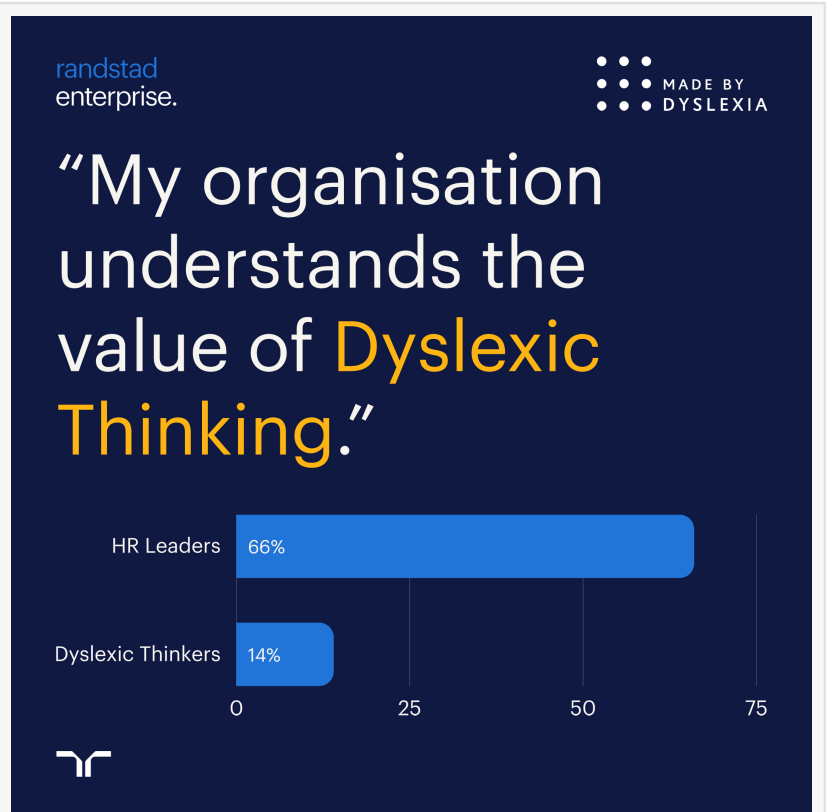 randstad
enterprise.
MADE BY
DYSLEXIA
“My organisation
understands the
value of Dyslexic
Thinking.”
HR Leaders 66%
Dyslexic Thinkers 14%
0 25 50 75